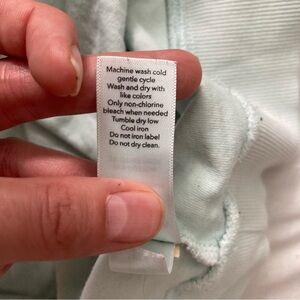 Machine wash cold
gentle cycle
Wash and dry with
like colors
Only non-chlorine
bleach when needed
Tumble dry low
Cool iron
Do not iron label
Do not dry clean.